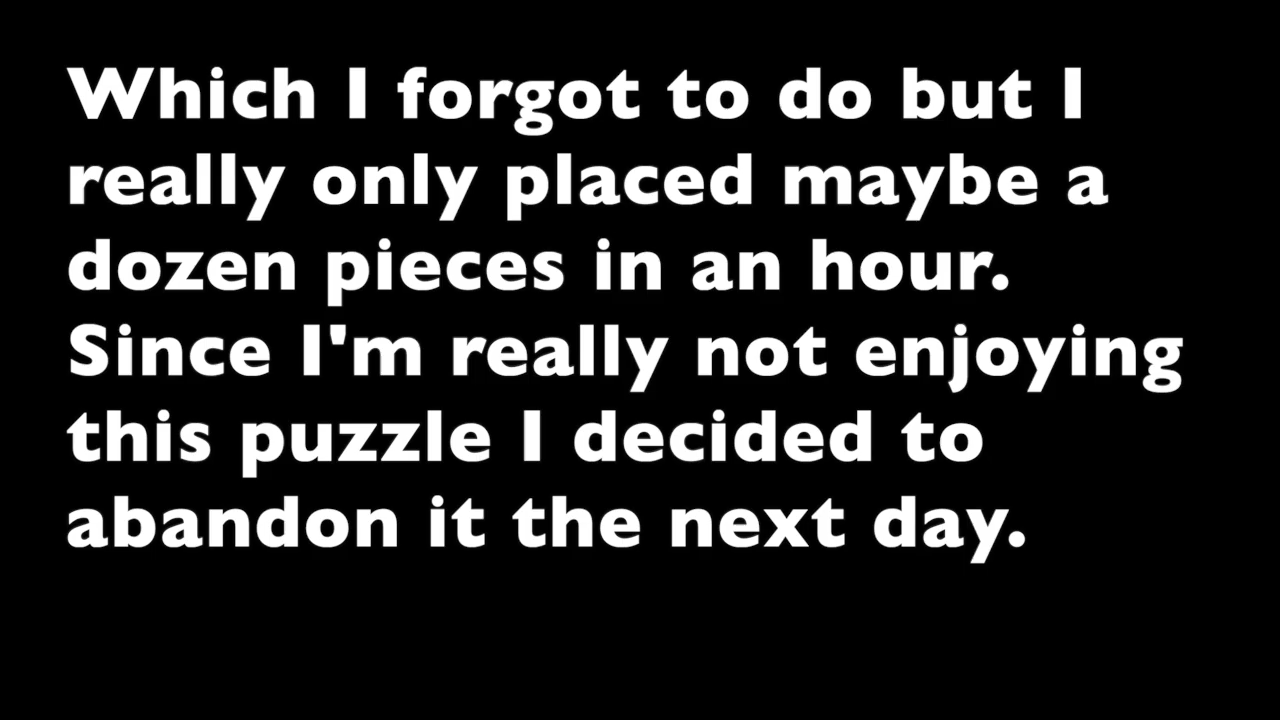 Which I forgot to do but I
really only placed maybe a
dozen pieces in an hour.
Since I'm really not enjoying
this puzzle I decided to
abandon it the next day.